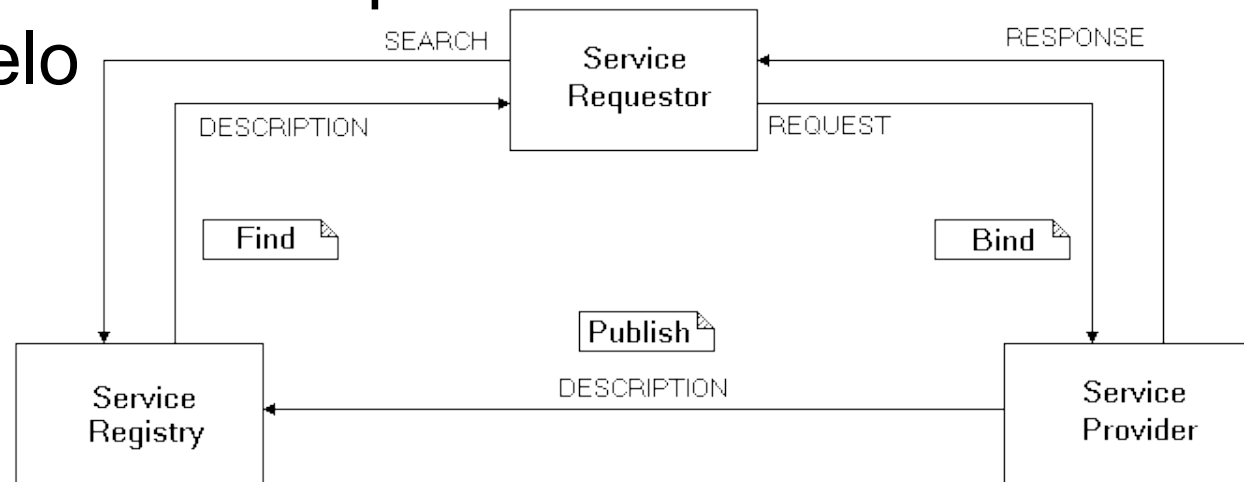 elo
SEARCH
RESPONSE
Service
Requestor
DESCRIPTION
REQUEST
Find
Bind
Publish
DESCRIPTION
Service
Registry
Service
Provider